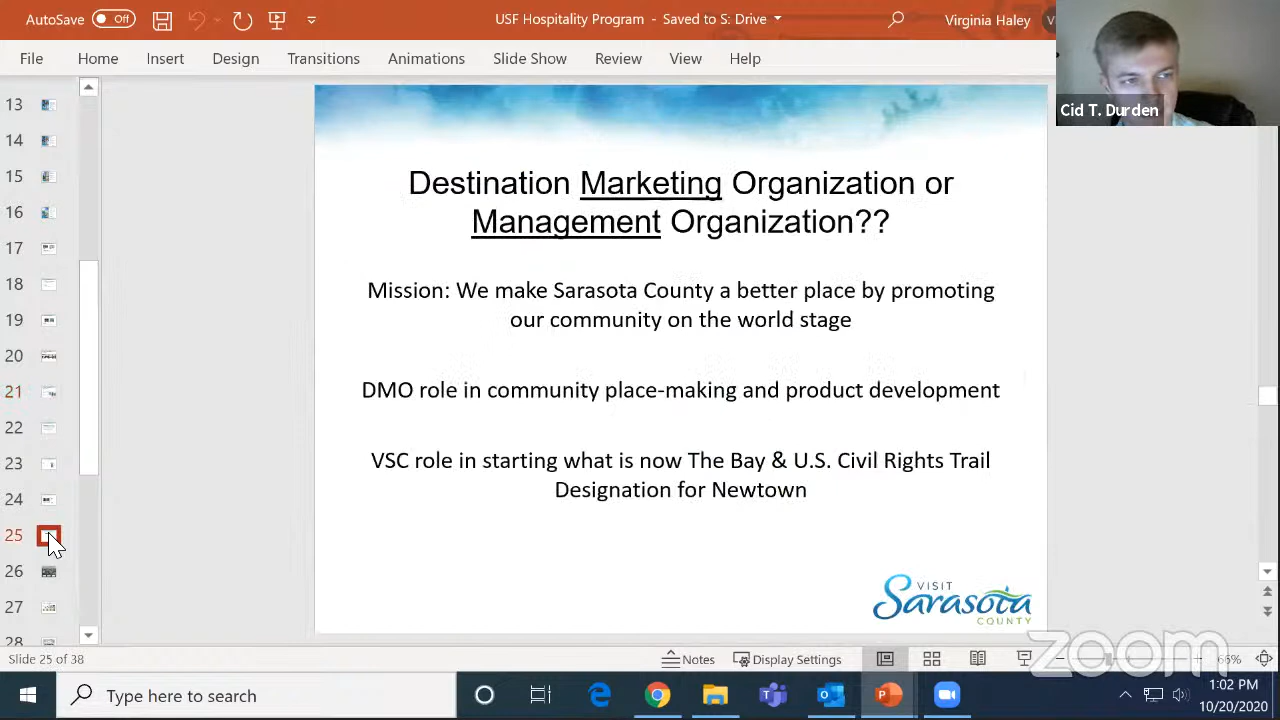 AutoSave Off USF Hospitality Program - Saved to S: Drive Virginia Haley
File Home Insert Design Transitions Animations Slide Show Review View Help
Cid T. Durden
13
14
15
16
17
18
19
20
21
22
23
24
25
26
27
28
Destination Marketing Organization or
Management Organization??
Mission: We make Sarasota County a better place by promoting
our community on the world stage
DMO role in community place-making and product development
VSC role in starting what is now The Bay & U.S. Civil Rights Trail
Designation for Newtown
VISIT
Sarasota
COUNTY
zoom
Slide 25 of 38 Notes Display Settings 66%
Type here to search
1:02 PM
10/20/2020